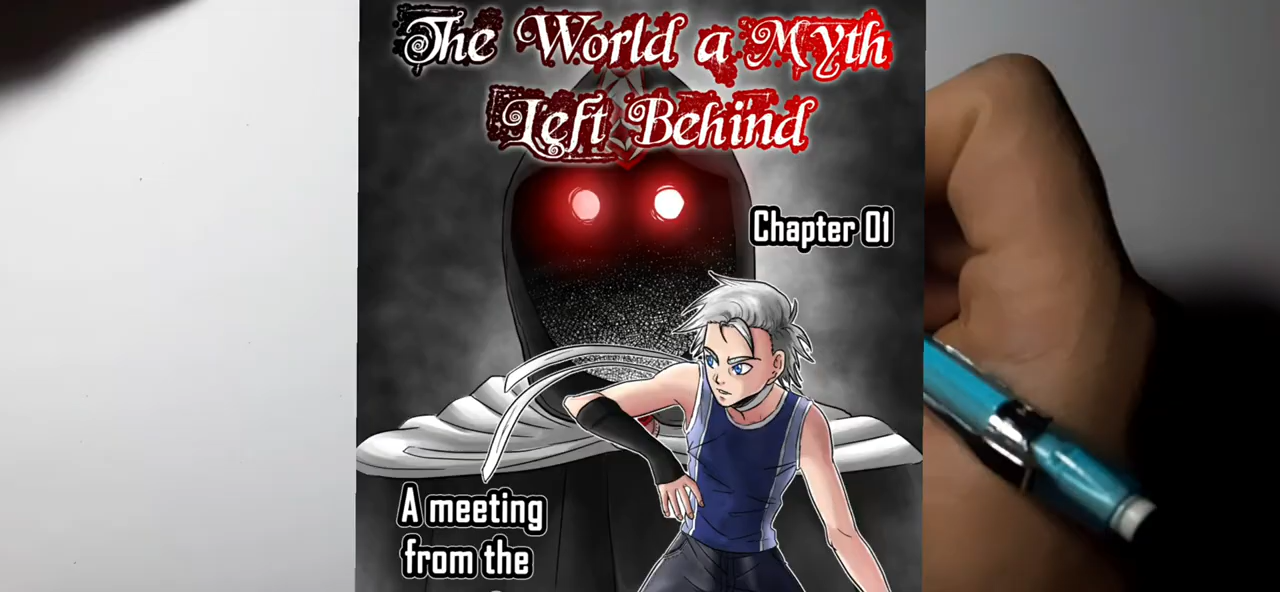 The World a Myth
Left Behind
Chapter 01
A meeting
from the